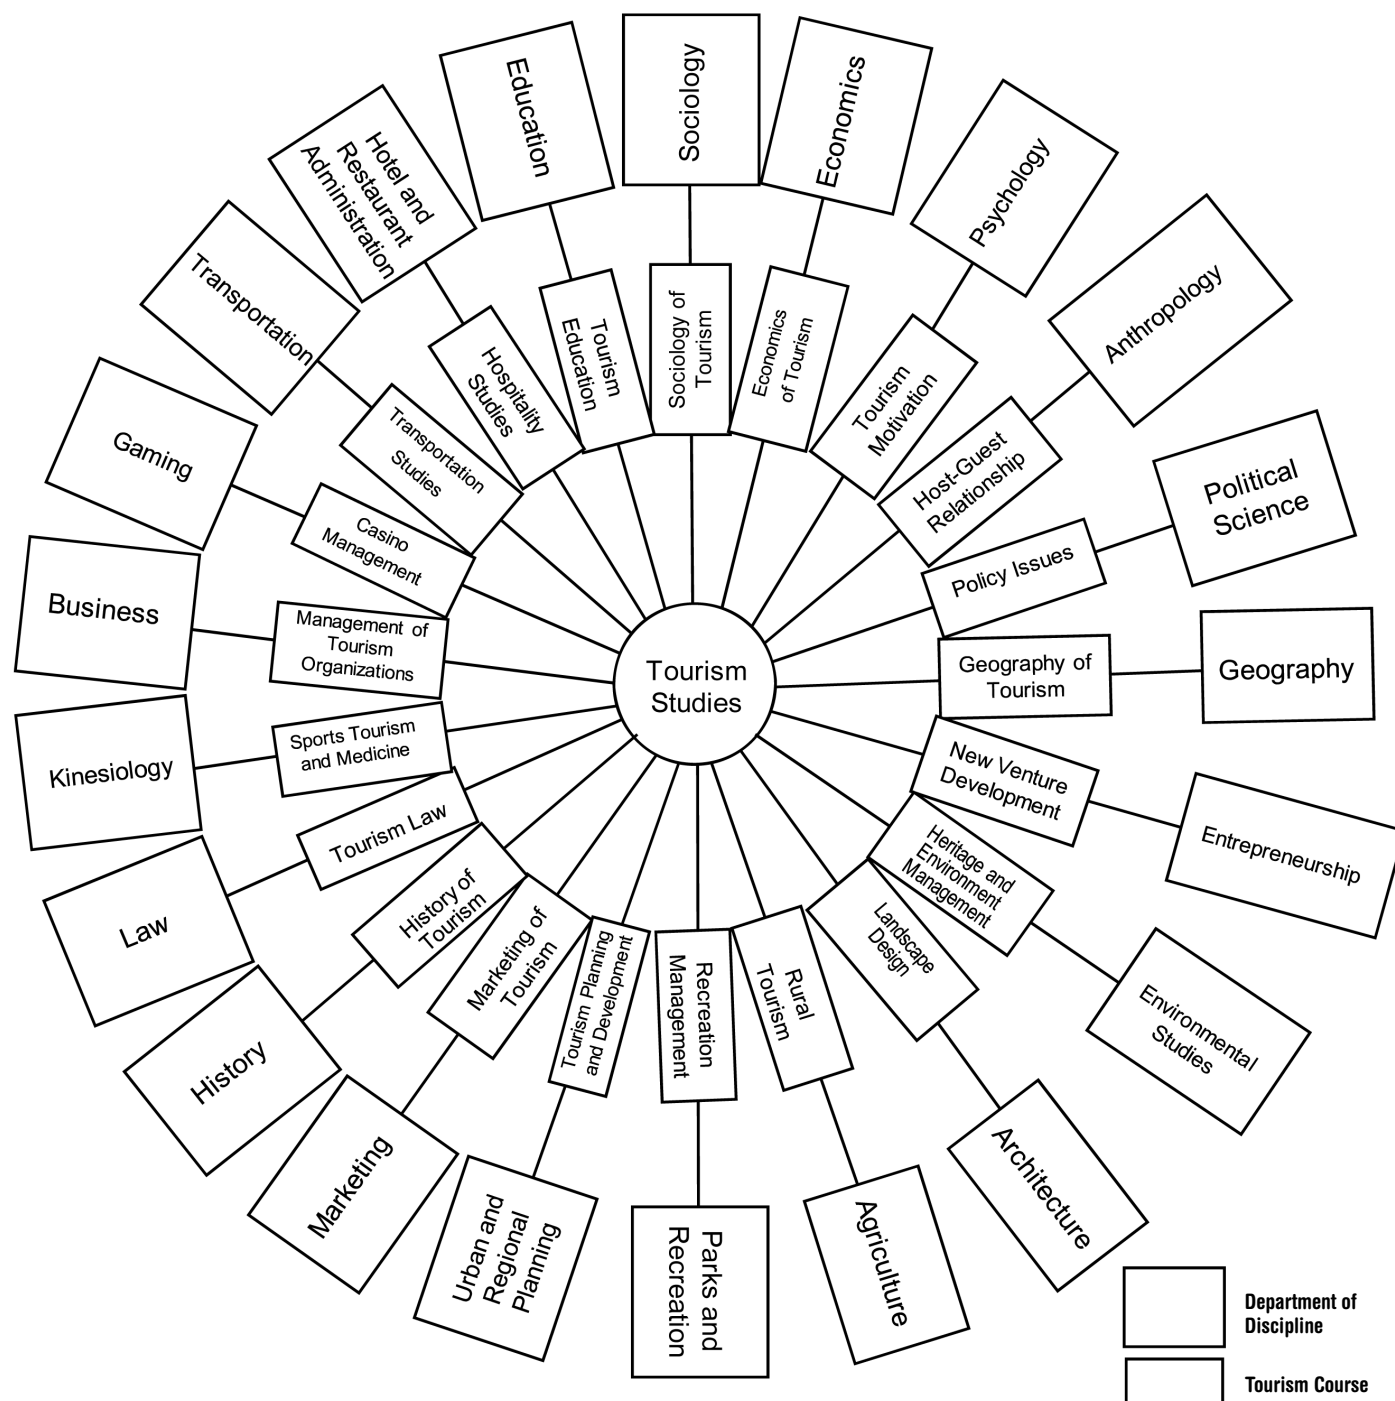 Tourism
Studies
Sociology
Economics
Psychology
Anthropology
Political
Science
Geography
Entrepreneurship
Environmental
Studies
Architecture
Agriculture
Parks and
Recreation
Urban and
Regional
Planning
Marketing
History
Law
Kinesiology
Business
Gaming
Transportation
Hotel and
Restaurant
Administration
Education
Sociology of
Tourism
Economics
of Tourism
Tourism
Motivation
Host-Guest
Relationship
Policy Issues
Geography of
Tourism
New Venture
Development
Heritage and
Environment
Management
Landscape
Design
Rural
Tourism
Recreation
Management
Tourism Planning
and Development
Marketing of
Tourism
History of
Tourism
Tourism Law
Sports Tourism
and Medicine
Management of
Tourism
Organizations
Casino
Management
Transportation
Studies
Hospitality
Studies
Tourism
Education
Department of
Discipline
Tourism Course